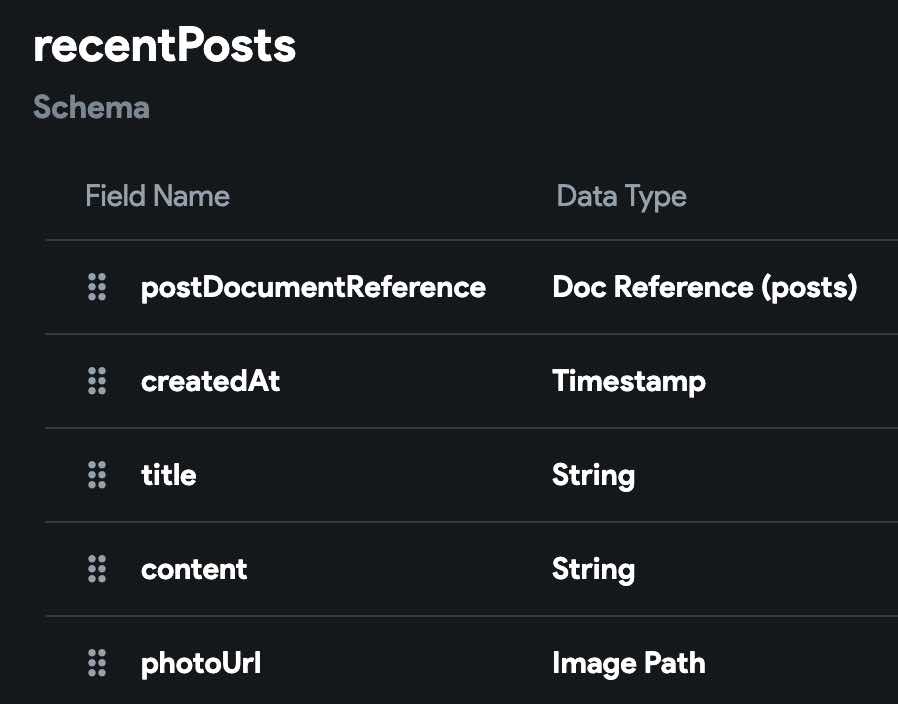 recentPosts
Schema
Field Name Data Type
postDocumentReference Doc Reference (posts)
createdAt Timestamp
title String
content String
photoUrl Image Path